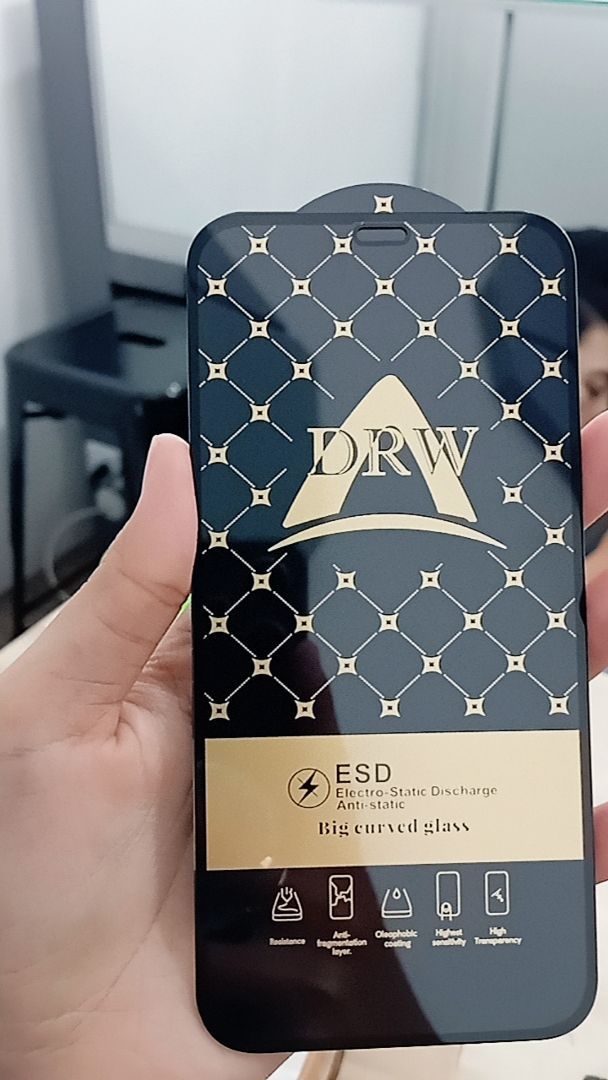 DRW
ESD
Electro-Static Discharge
Anti-static
Big curved glass
Resistance
Anti-
fragmentation
layer.
Oleophobic
coating
Highest
sensitivity
High
Transparency